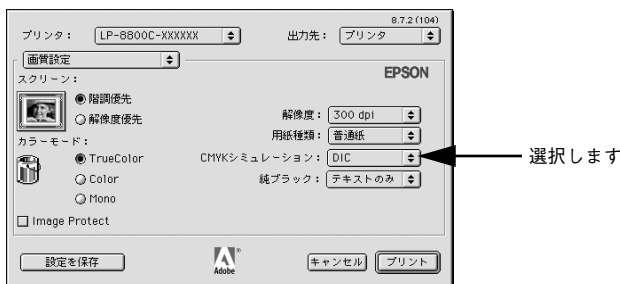 8.7.2 (104)
プリンタ： LP-8800C-XXXXXX 出力先： プリンタ
画質設定
EPSON
スクリーン：
階調優先
解像度優先
解像度： 300 dpi
用紙種類： 普通紙
カラーモード：
TrueColor
CMYKシミュレーション： DIC
選択します
Color
純ブラック： テキストのみ
Mono
Image Protect
設定を保存
Adobe
キャンセル
プリント